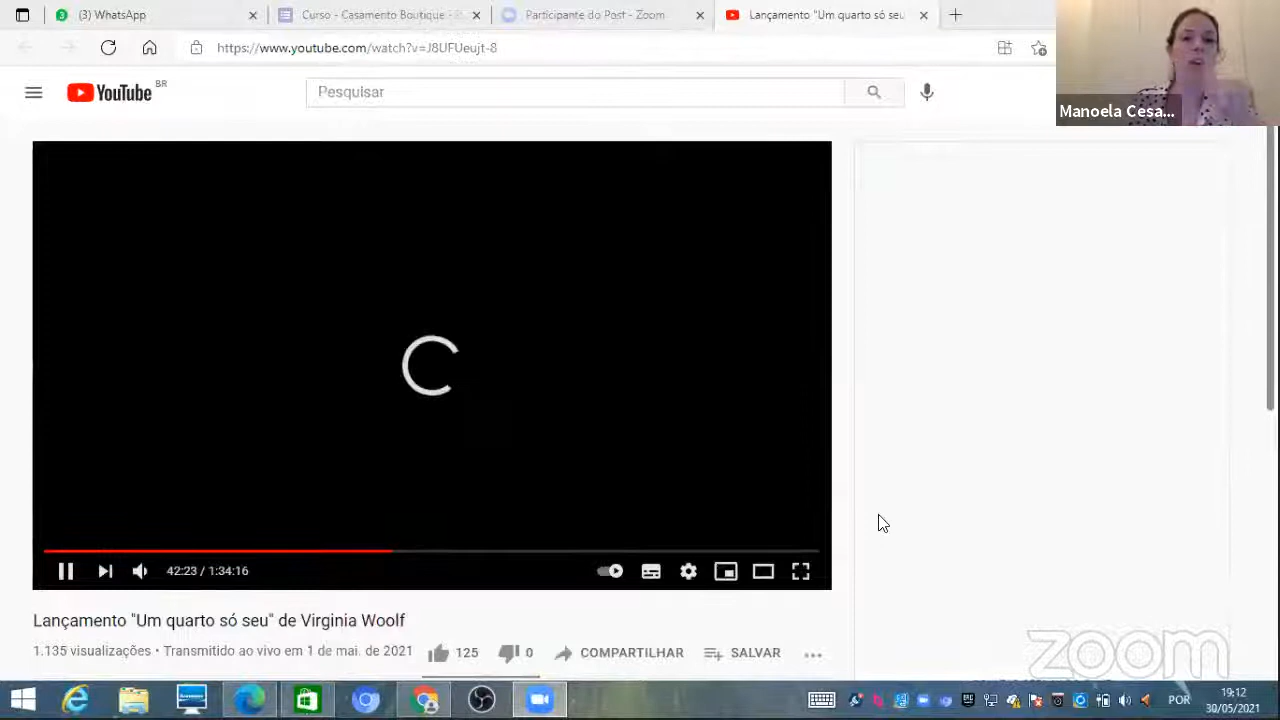 (3) WhatsApp
Curso - Casamento Boutique -
Participante do Post - Zoom
Lançamento "Um quarto só seu"
https://www.youtube.com/watch?v=J8UFUeujt-8
YouTube BR
Pesquisar
Manoela Cesa...
42:23 / 1:34:16
Lançamento "Um quarto só seu" de Virginia Woolf
1.135 visualizações • Transmitido ao vivo em 1 de mai. de 2021
125
0
COMPARTILHAR
SALVAR
zoom
POR
19:12
30/05/2021